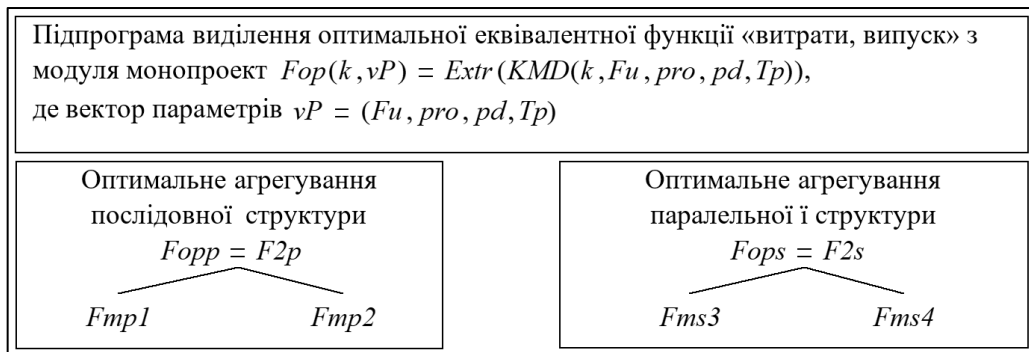 Підпрограма виділення оптимальної еквівалентної функції «витрати, випуск» з
модуля монопроект Fop(k,vP) = Extr(KMD(k,Fu,pro,pd,Tp)),
де вектор параметрів vP = (Fu,pro,pd,Tp)
Оптимальне агрегування
послідовної структури
Fopp = F2p
Fmp1 Fmp2
Оптимальне агрегування
паралельної ї структури
Fops = F2s
Fms3 Fms4